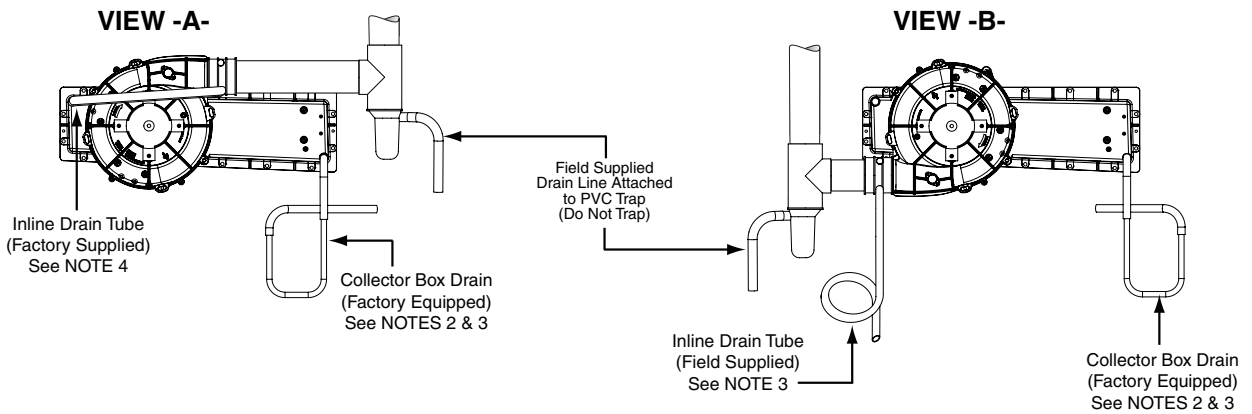 VIEW -A-
VIEW -B-
Inline Drain Tube
(Factory Supplied)
See NOTE 4
Collector Box Drain
(Factory Equipped)
See NOTES 2 & 3
Field Supplied
Drain Line Attached
to PVC Trap
(Do Not Trap)
Inline Drain Tube
(Field Supplied)
See NOTE 3
Collector Box Drain
(Factory Equipped)
See NOTES 2 & 3